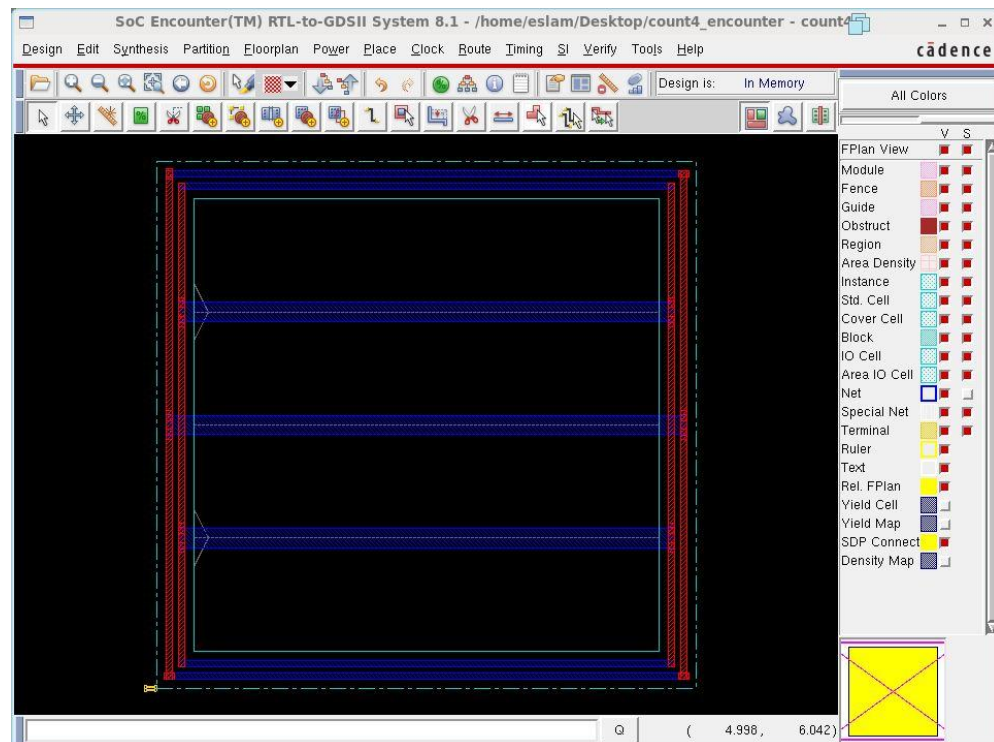 SoC Encounter(TM) RTL-to-GDSII System 8.1 - /home/eslam/Desktop/count4_encounter - count4
Design Edit Synthesis Partition Floorplan Power Place Clock Route Timing SI Verify Tools Help
cādence
Design is: In Memory
All Colors
V S
FPlan View
Module
Fence
Guide
Obstruct
Region
Area Density
Instance
Std. Cell
Cover Cell
Block
IO Cell
Area IO Cell
Net
Special Net
Terminal
Ruler
Text
Rel. FPlan
Yield Cell
Yield Map
SDP Connect
Density Map
Q ( 4.998, 6.042)